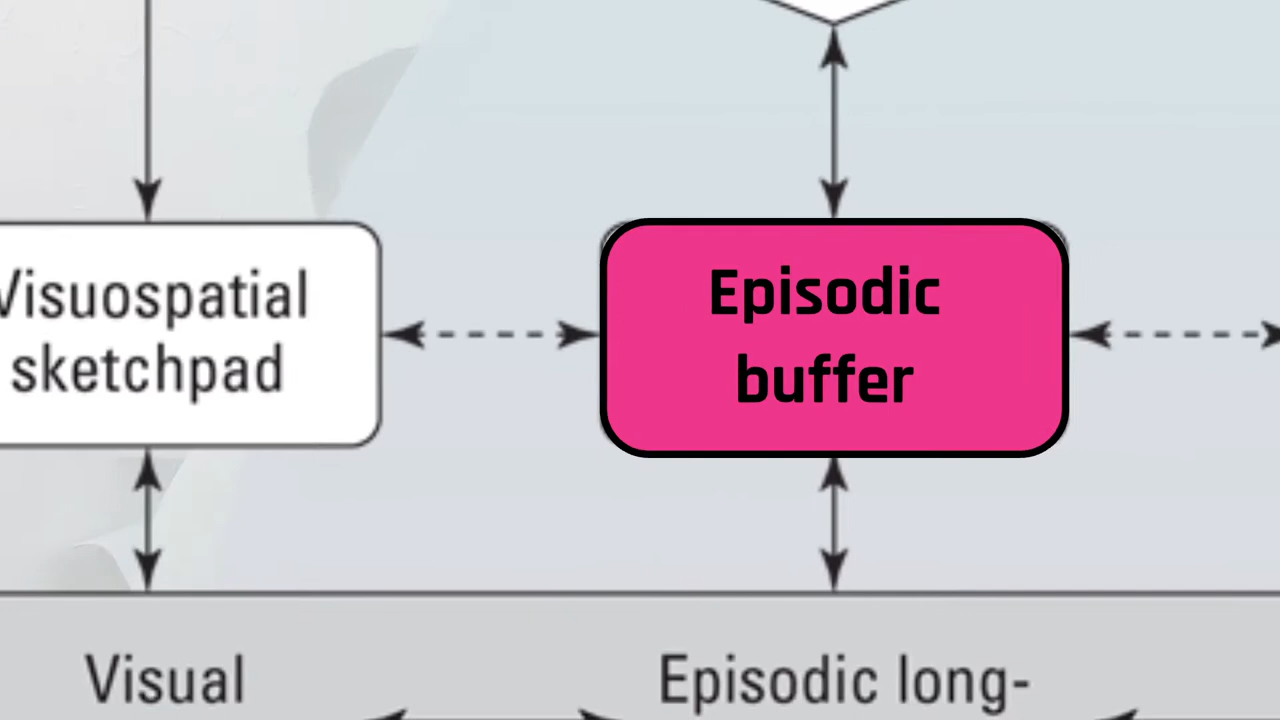 Visuospatial
sketchpad
Episodic
buffer
Visual
Episodic long-